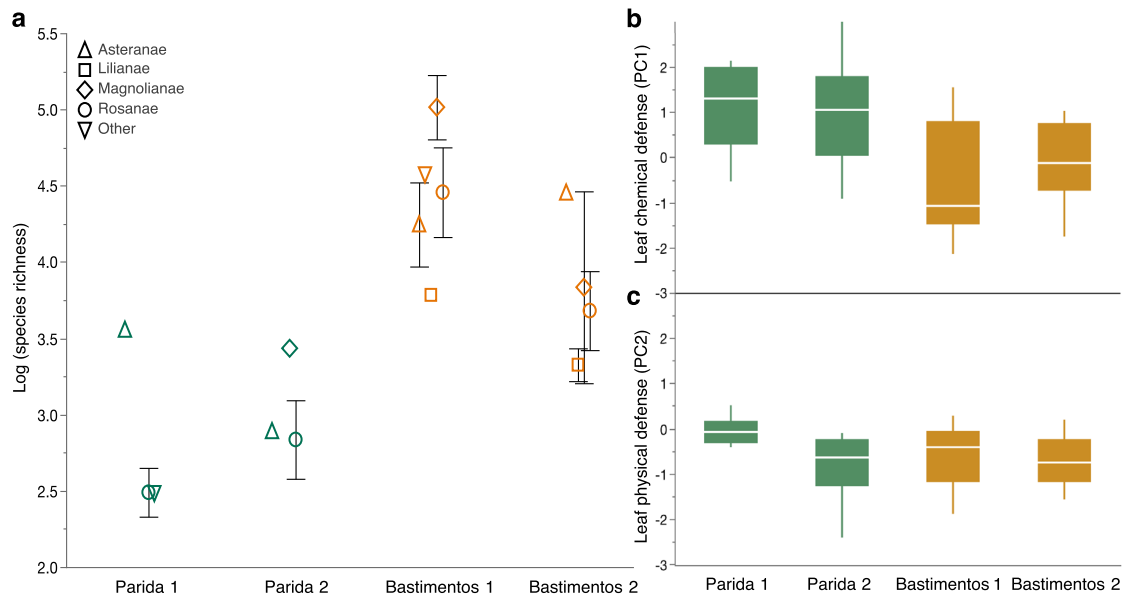 a
Asteranae
Lilianae
Magnolianae
Rosanae
Other
Log (species richness)
5.5
5.0
4.5
4.0
3.5
3.0
2.5
2.0
Parida 1
Parida 2
Bastimentos 1
Bastimentos 2
b
Leaf chemical defense (PC1)
2
1
0
-1
-2
-3
c
Leaf physical defense (PC2)
2
1
0
-1
-2
-3
Parida 1
Parida 2
Bastimentos 1
Bastimentos 2